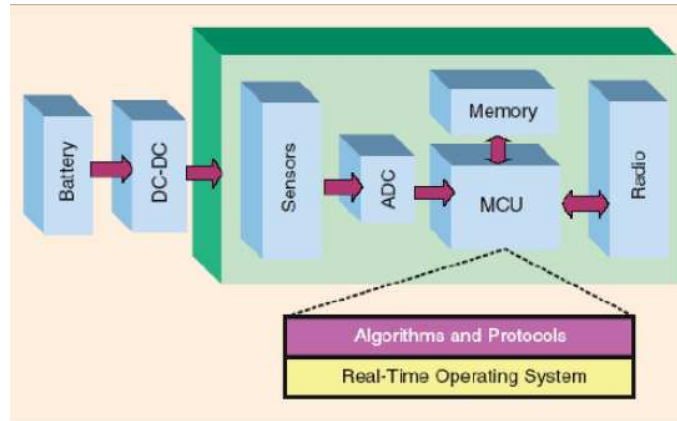 Battery
DC-DC
Sensors
ADC
Memory
MCU
Radio
Algorithms and Protocols
Real-Time Operating System